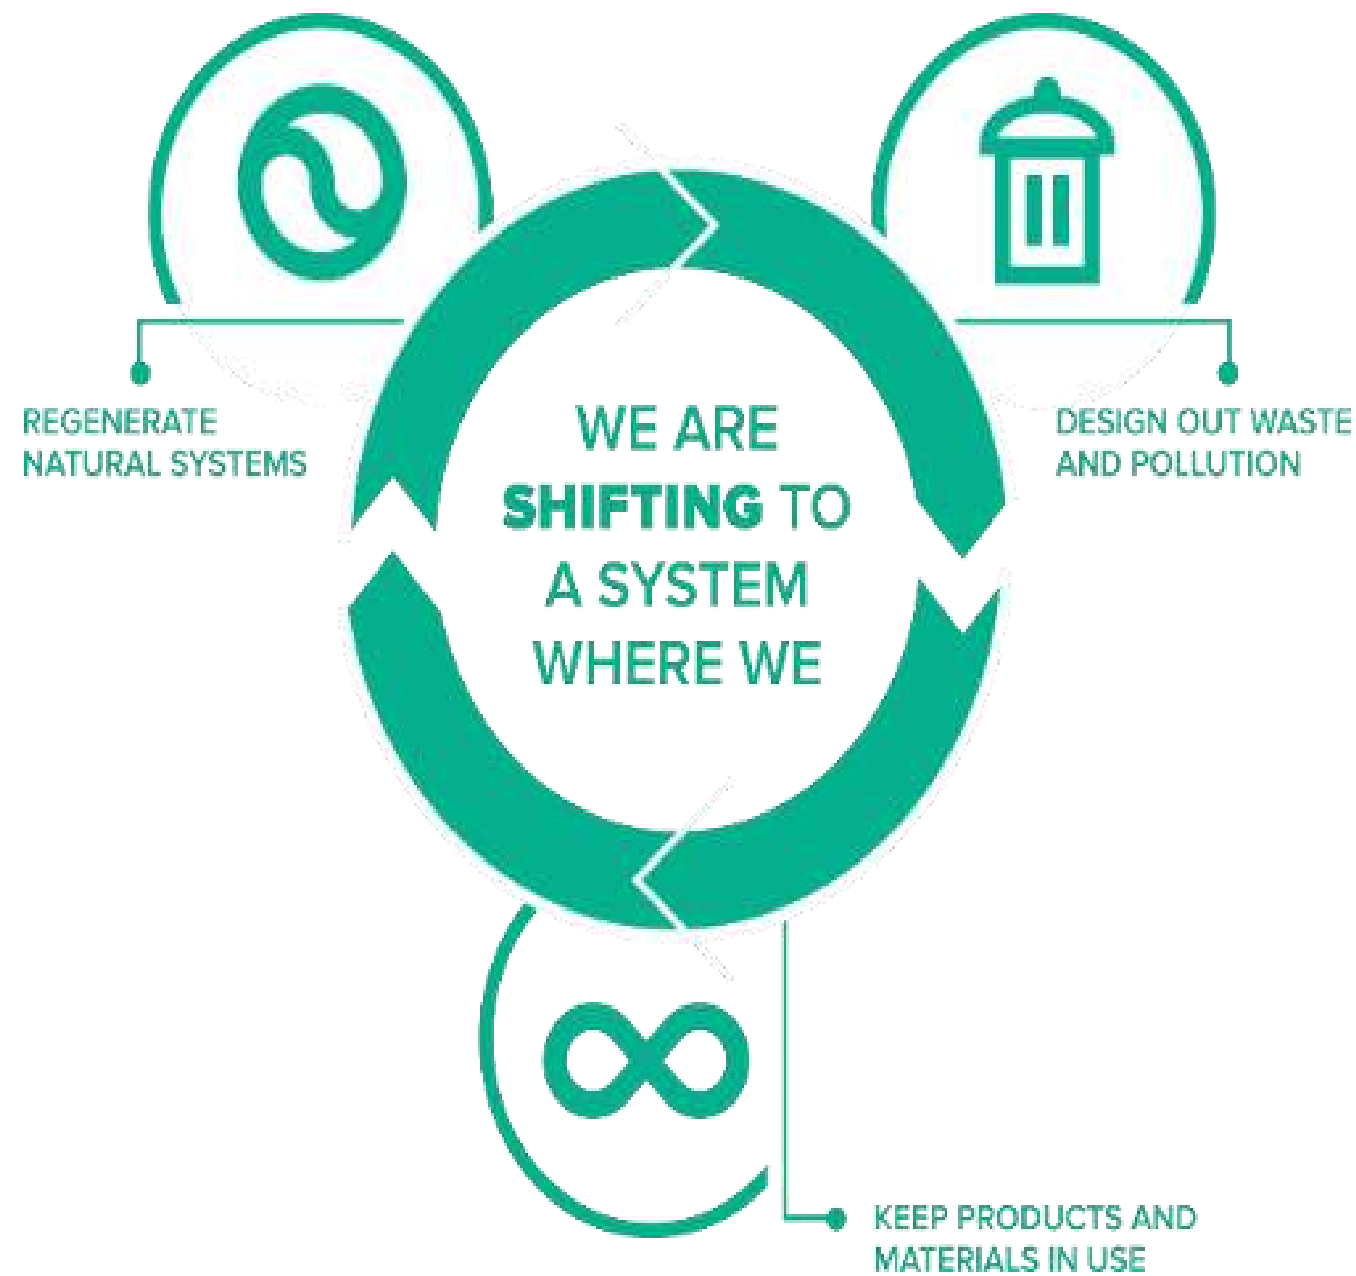 REGENERATE
NATURAL SYSTEMS
DESIGN OUT WASTE
AND POLLUTION
WE ARE
SHIFTING TO
A SYSTEM
WHERE WE
KEEP PRODUCTS AND
MATERIALS IN USE